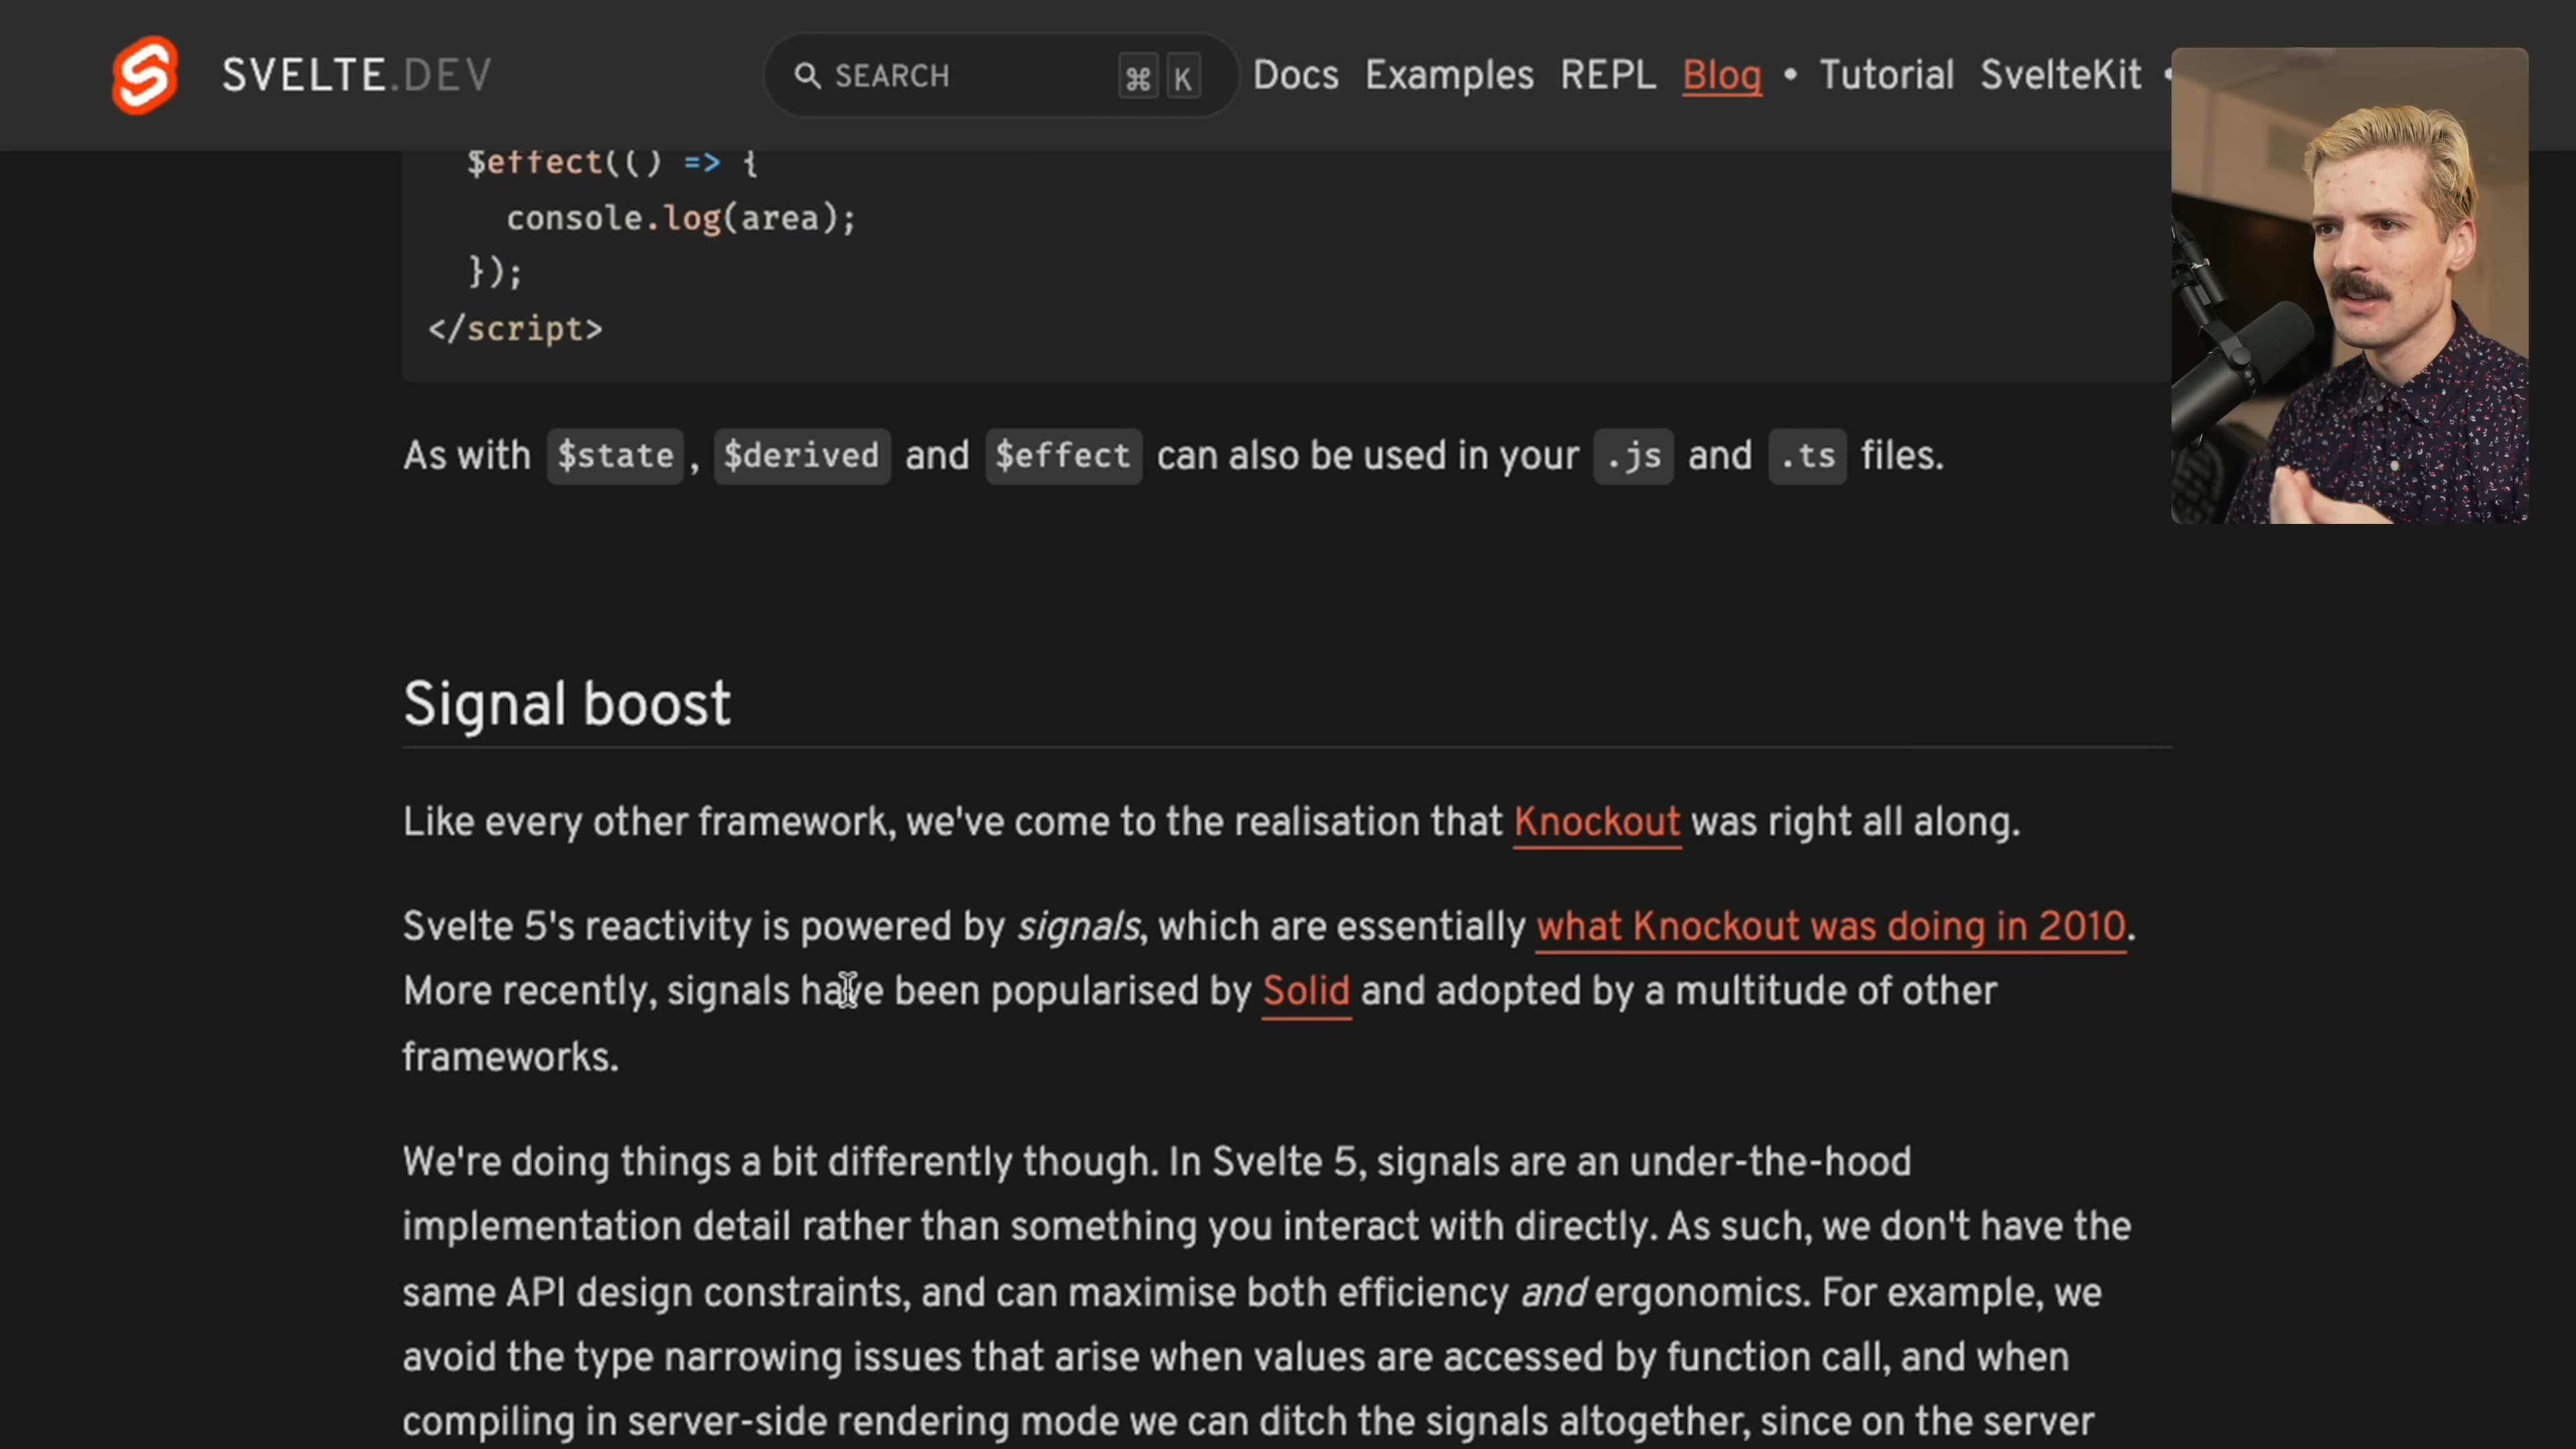 SVELTE.DEV
SEARCH ⌘ K
Docs Examples REPL Blog • Tutorial SvelteKit •
$effect(() => {
console.log(area);
});
</script>
As with $state, $derived and $effect can also be used in your .js and .ts files.
Signal boost
Like every other framework, we've come to the realisation that Knockout was right all along.
Svelte 5's reactivity is powered by signals, which are essentially what Knockout was doing in 2010.
More recently, signals have been popularised by Solid and adopted by a multitude of other
frameworks.
We're doing things a bit differently though. In Svelte 5, signals are an under-the-hood
implementation detail rather than something you interact with directly. As such, we don't have the
same API design constraints, and can maximise both efficiency and ergonomics. For example, we
avoid the type narrowing issues that arise when values are accessed by function call, and when
compiling in server-side rendering mode we can ditch the signals altogether, since on the server